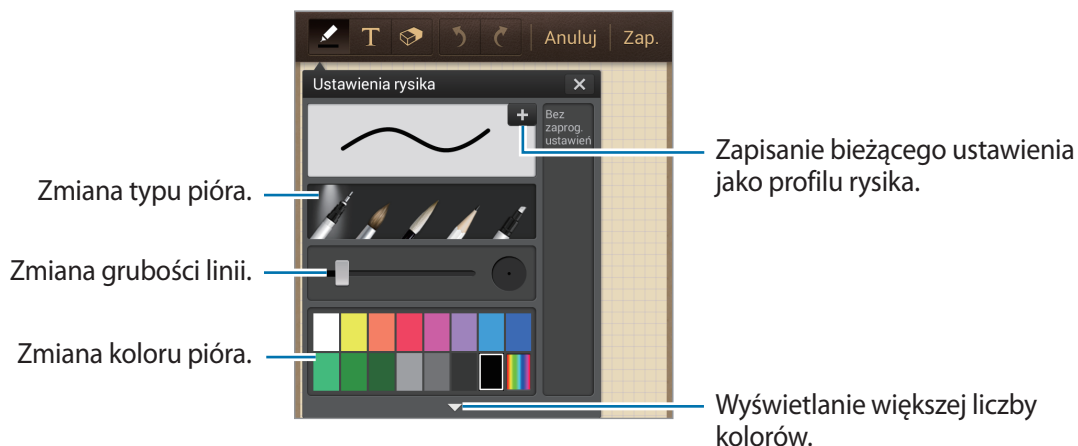 T
Anuluj
Zap.
Ustawienia rysika
Bez
zaprog.
ustawień
Zapisanie bieżącego ustawienia
jako profilu rysika.
Zmiana typu pióra.
Zmiana grubości linii.
Zmiana koloru pióra.
Wyświetlanie większej liczby
kolorów.